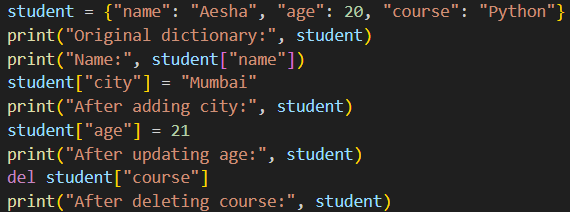 student = {"name": "Aesha", "age": 20, "course": "Python"}
print("Original dictionary:", student)
print("Name:", student["name"])
student["city"] = "Mumbai"
print("After adding city:", student)
student["age"] = 21
print("After updating age:", student)
del student["course"]
print("After deleting course:", student)